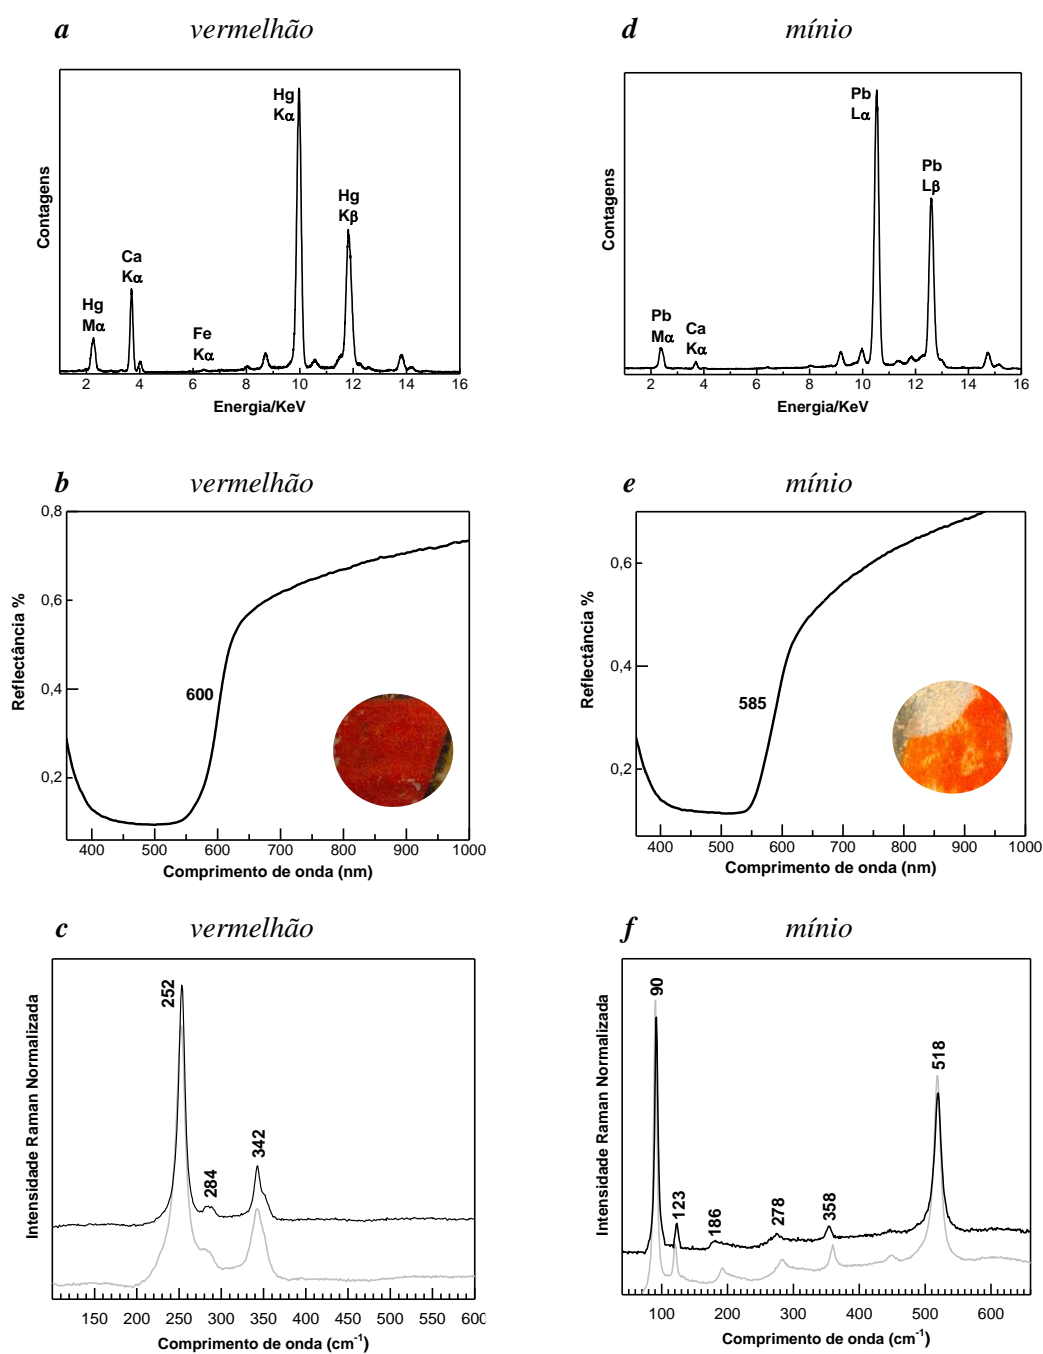 a vermelhão
d mínio
Hg
Kα
Hg
Kβ
Ca
Kα
Hg
Mα
Fe
Kα
Contagens
2 4 6 8 10 12 14 16
Energia/KeV
Pb
Lα
Pb
Lβ
Pb
Mα
Ca
Kα
Contagens
2 4 6 8 10 12 14 16
Energia/KeV
b vermelhão
e mínio
0,8
0,6
0,4
0,2
600
Reflectância %
400 500 600 700 800 900 1000
Comprimento de onda (nm)
0,6
0,4
0,2
585
Reflectância %
400 500 600 700 800 900 1000
Comprimento de onda (nm)
c vermelhão
f mínio
252
284
342
Intensidade Raman Normalizada
150 200 250 300 350 400 450 500 550 600
Comprimento de onda (cm-1)
90
123
186
278
358
518
Intensidade Raman Normalizada
100 200 300 400 500 600
Comprimento de onda (cm-1)